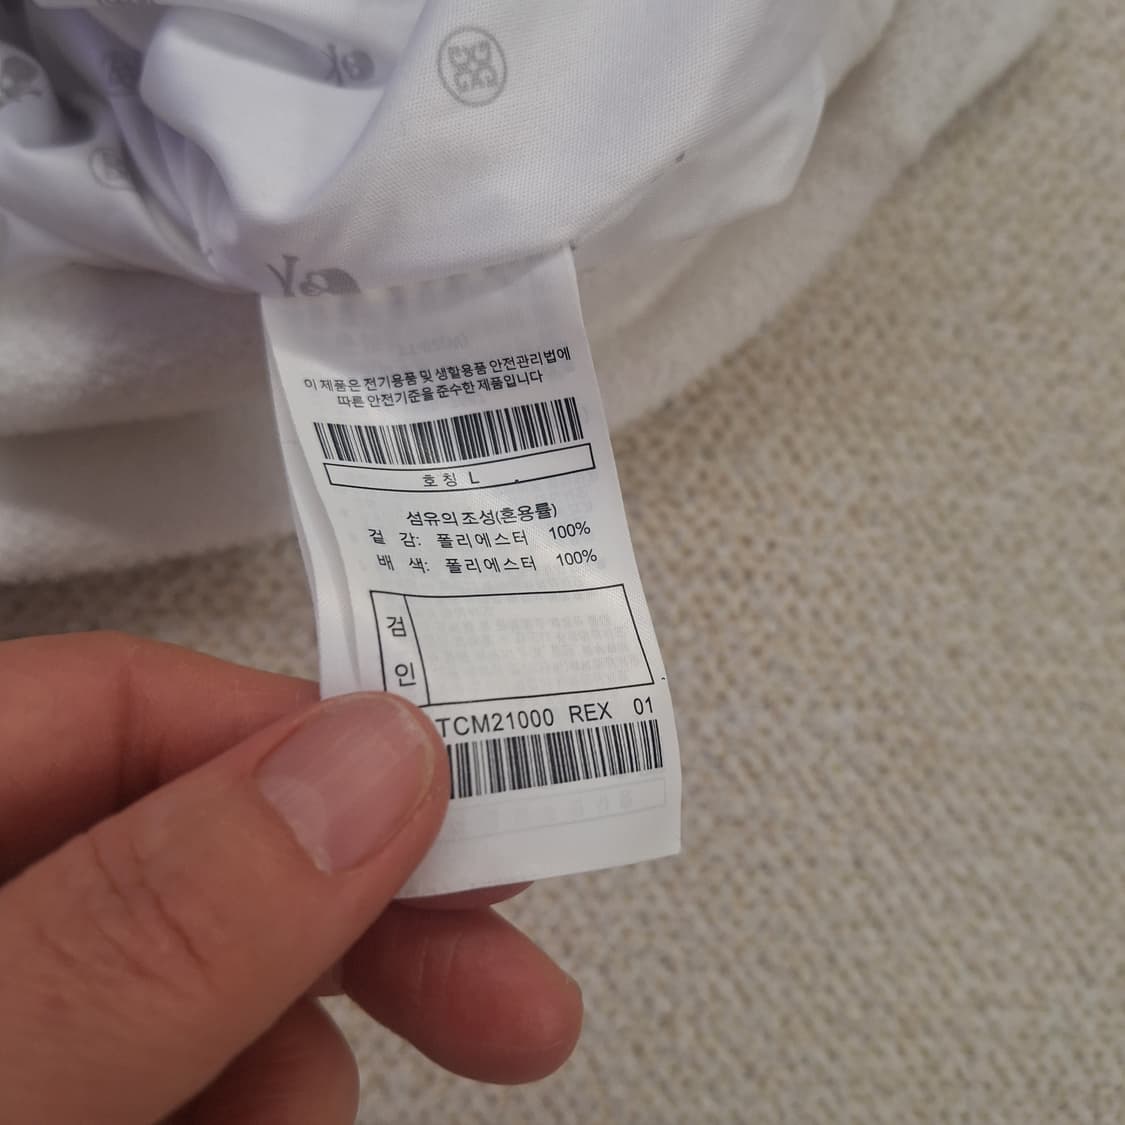 이 제품은 전기용품 및 생활용품 안전관리법에
따른 안전기준을 준수한 제품입니다
호칭 L
섬유의 조성(혼용률)
겉 감: 폴리에스터 100%
배 색: 폴리에스터 100%
검
인
TCM21000 REX 01